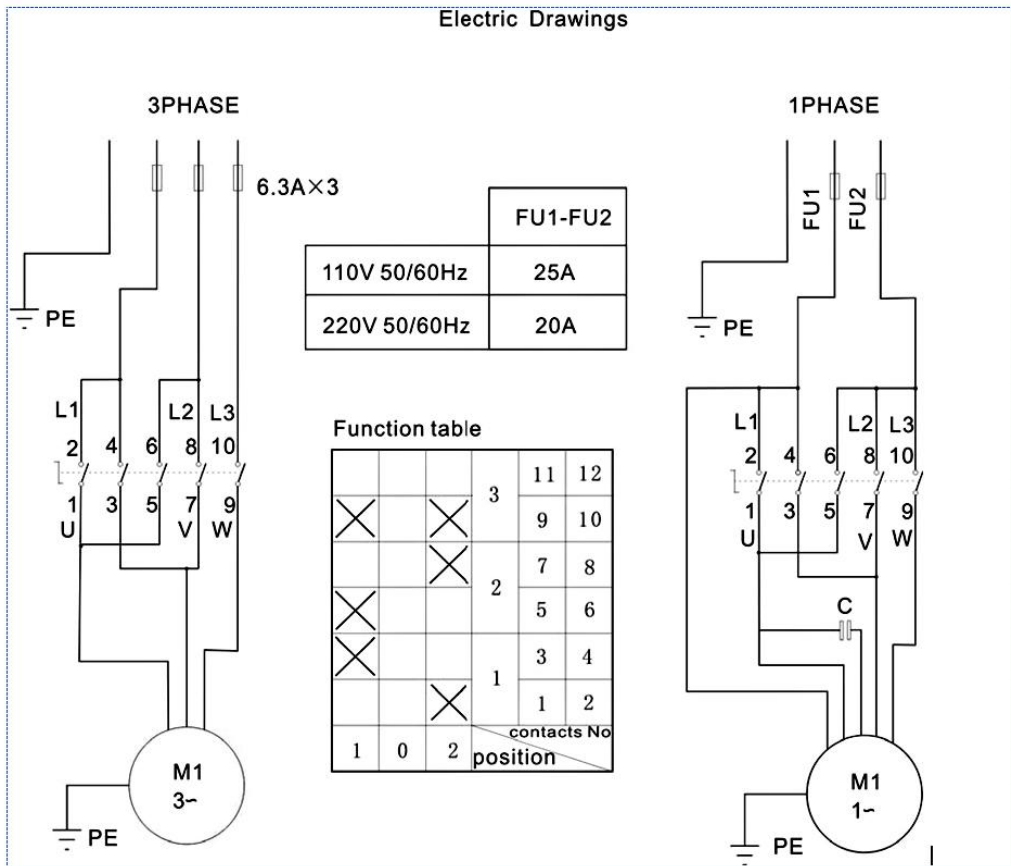 Electric Drawings
3PHASE
6.3A×3
PE
L1
L2
L3
2
4
6
8
10
1
3
5
7
9
U
V
W
M1
3~
PE
FU1-FU2
110V 50/60Hz
25A
220V 50/60Hz
20A
Function table
3
11
12
9
10
2
7
8
5
6
1
3
4
1
2
contacts No
1
0
2
position
1PHASE
FU1
FU2
PE
L1
L2
L3
2
4
6
8
10
1
3
5
7
9
U
V
W
C
M1
1~
PE